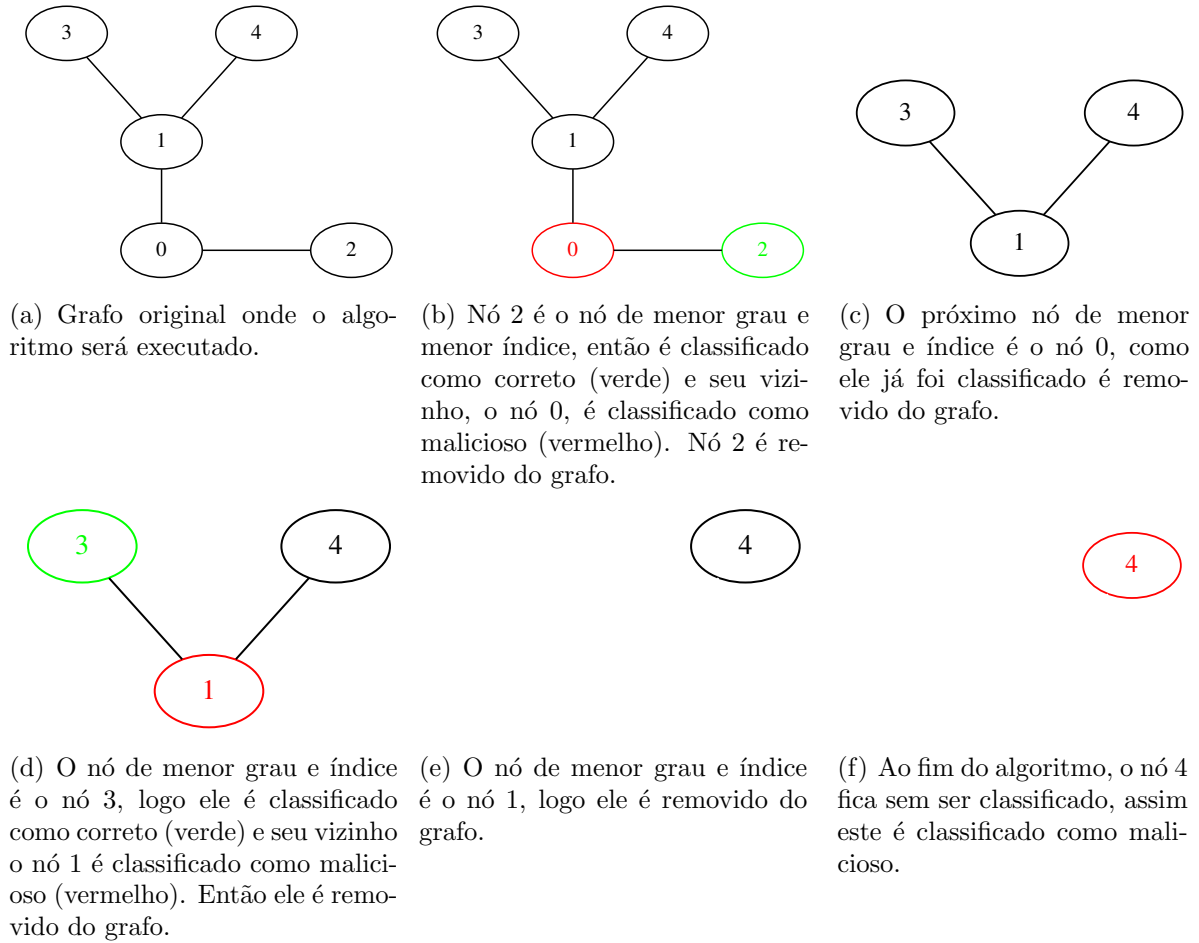 3
4
1
0
2
3
4
1
0
2
3
4
1
(a) Grafo original onde o algo-
ritmo será executado.
(b) Nó 2 é o nó de menor grau e
menor índice, então é classificado
como correto (verde) e seu vizi-
nho, o nó 0, é classificado como
malicioso (vermelho). Nó 2 é re-
movido do grafo.
(c) O próximo nó de menor
grau e índice é o nó 0, como
ele já foi classificado é remo-
vido do grafo.
3
4
1
4
4
(d) O nó de menor grau e índice
é o nó 3, logo ele é classificado
como correto (verde) e seu vizinho
o nó 1 é classificado como malici-
oso (vermelho). Então ele é remo-
vido do grafo.
(e) O nó de menor grau e índice
é o nó 1, logo ele é removido do
grafo.
(f) Ao fim do algoritmo, o nó 4
fica sem ser classificado, assim
este é classificado como mali-
cioso.